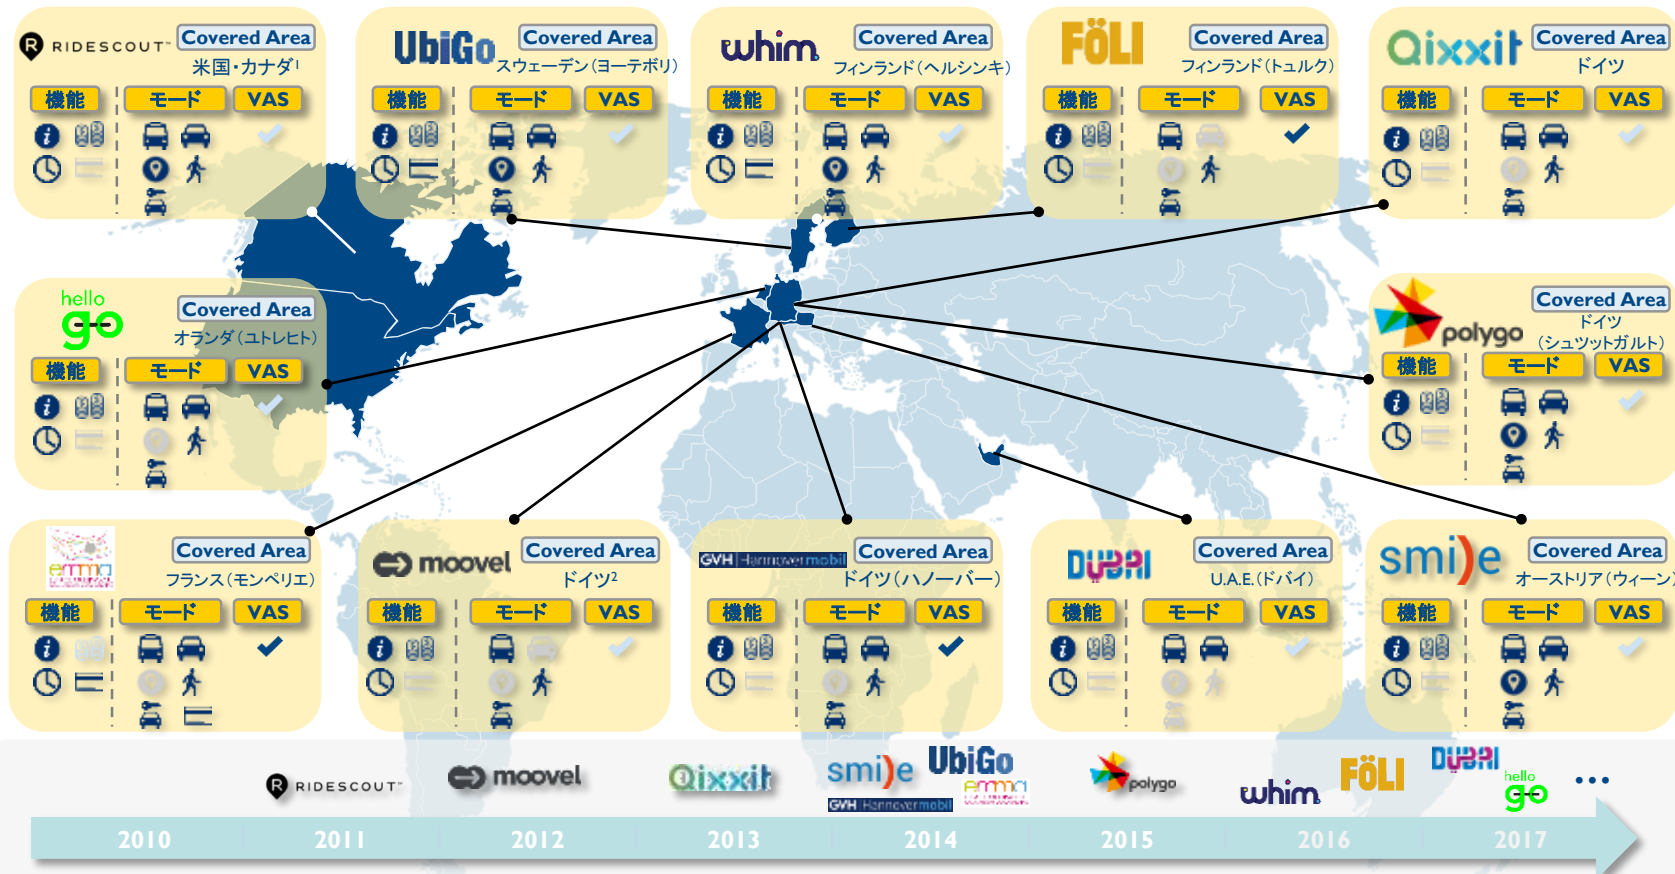 RIDESCOUT™
Covered Area
米国・カナダ1
機能 モード VAS
UbiGo
Covered Area
スウェーデン(ヨーテボリ)
機能 モード VAS
whim
Covered Area
フィンランド(ヘルシンキ)
機能 モード VAS
FÖLI
Covered Area
フィンランド(トュルク)
機能 モード VAS
Qixxit
Covered Area
ドイツ
機能 モード VAS
hello
go
Covered Area
オランダ(ユトレヒト)
機能 モード VAS
polygo
Covered Area
ドイツ
(シュツットガルト)
機能 モード VAS
emma
Covered Area
フランス(モンペリエ)
機能 モード VAS
moovel
Covered Area
ドイツ2
機能 モード VAS
GVH Hannovermobil
Covered Area
ドイツ(ハノーバー)
機能 モード VAS
DUBAI
Covered Area
U.A.E.(ドバイ)
機能 モード VAS
smile
Covered Area
オーストリア(ウィーン)
機能 モード VAS
RIDESCOUT™
moovel
Qixxit
smile
GVH Hannovermobil
UbiGo
emma
polygo
whim
FÖLI
DUBAI
hello
go
...
2010 2011 2012 2013 2014 2015 2016 2017